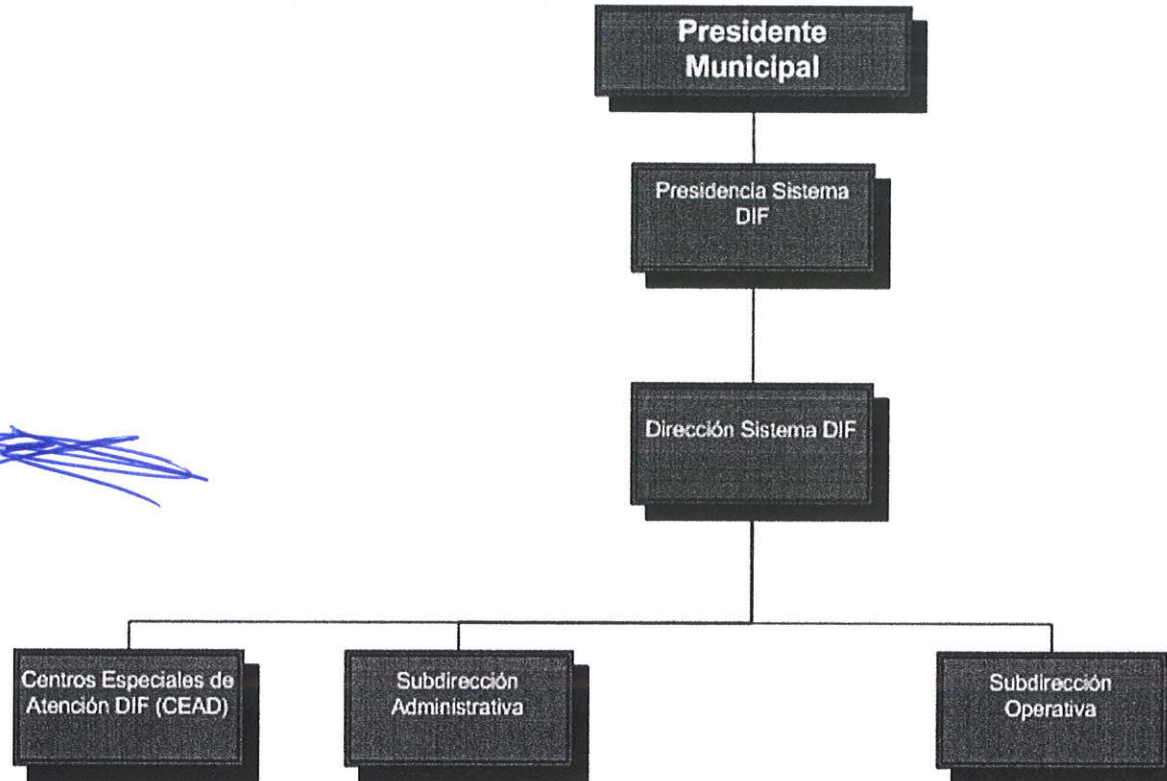 Presidente
Municipal
Presidencia Sistema
DIF
Dirección Sistema DIF
Centros Especiales de
Atención DIF (CEAD)
Subdirección
Administrativa
Subdirección
Operativa